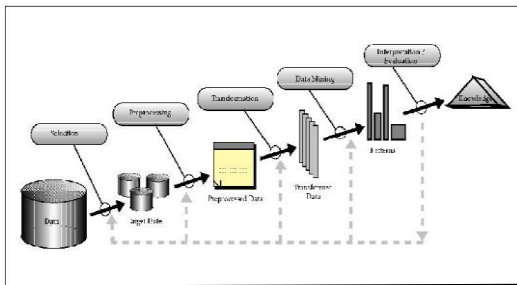 Interpretation /
Evaluation
Data Mining
Transformation
Preprocessing
Selection
Knowledge
Patterns
Transformed
Data
Preprocessed Data
Target Data
Data